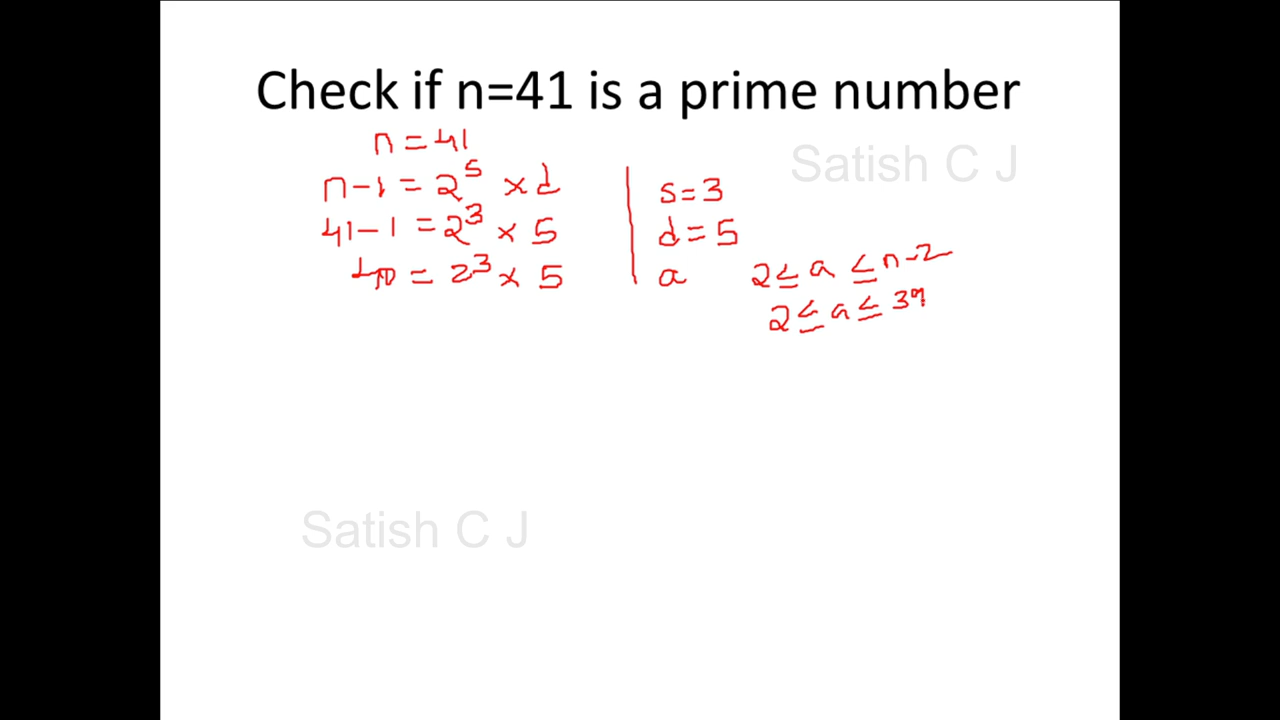 Check if n=41 is a prime number
n = 41
Satish C J
n-1 = 2^s × d
s = 3
41-1 = 2^3 × 5
d = 5
40 = 2^3 × 5
a 2 ≤ a ≤ n-2
2 ≤ a ≤ 39
Satish C J